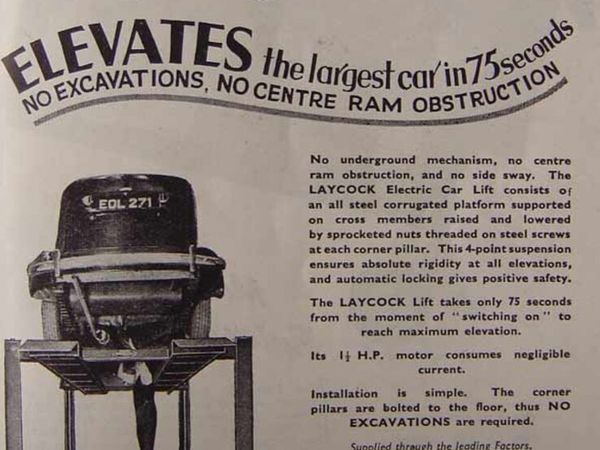 ELEVATES the largest car in 75 seconds
NO EXCAVATIONS, NO CENTRE RAM OBSTRUCTION
EOL 271
No underground mechanism, no centre
ram obstruction, and no side sway. The
LAYCOCK Electric Car Lift consists of
an all steel corrugated platform supported
on cross members raised and lowered
by sprocketed nuts threaded on steel screws
at each corner pillar. This 4-point suspension
ensures absolute rigidity at all elevations,
and automatic locking gives positive safety.
The LAYCOCK Lift takes only 75 seconds
from the moment of "switching on" to
reach maximum elevation.
Its 1½ H.P. motor consumes negligible
current.
Installation is simple. The corner
pillars are bolted to the floor, thus NO
EXCAVATIONS are required.
Supplied through the leading Factors.